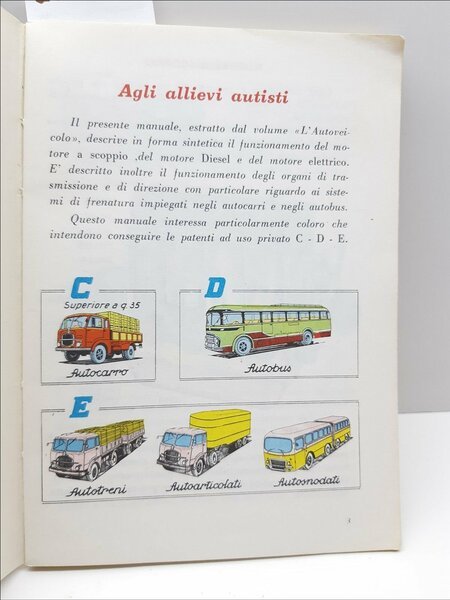 Agli allievi autisti
Il presente manuale, estratto dal volume «L'Autovei-
colo», descrive in forma sintetica il funzionamento del mo-
tore a scoppio ,del motore Diesel e del motore elettrico.
E' descritto inoltre il funzionamento degli organi di tra-
smissione e di direzione con particolare riguardo ai siste-
mi di frenatura impiegati negli autocarri e negli autobus.
Questo manuale interessa particolarmente coloro che
intendono conseguire le patenti ad uso privato C - D - E.
C
Superiore a q 35
Autocarro
D
Autobus
E
Autotreni
Autoarticolati
Autosnodati